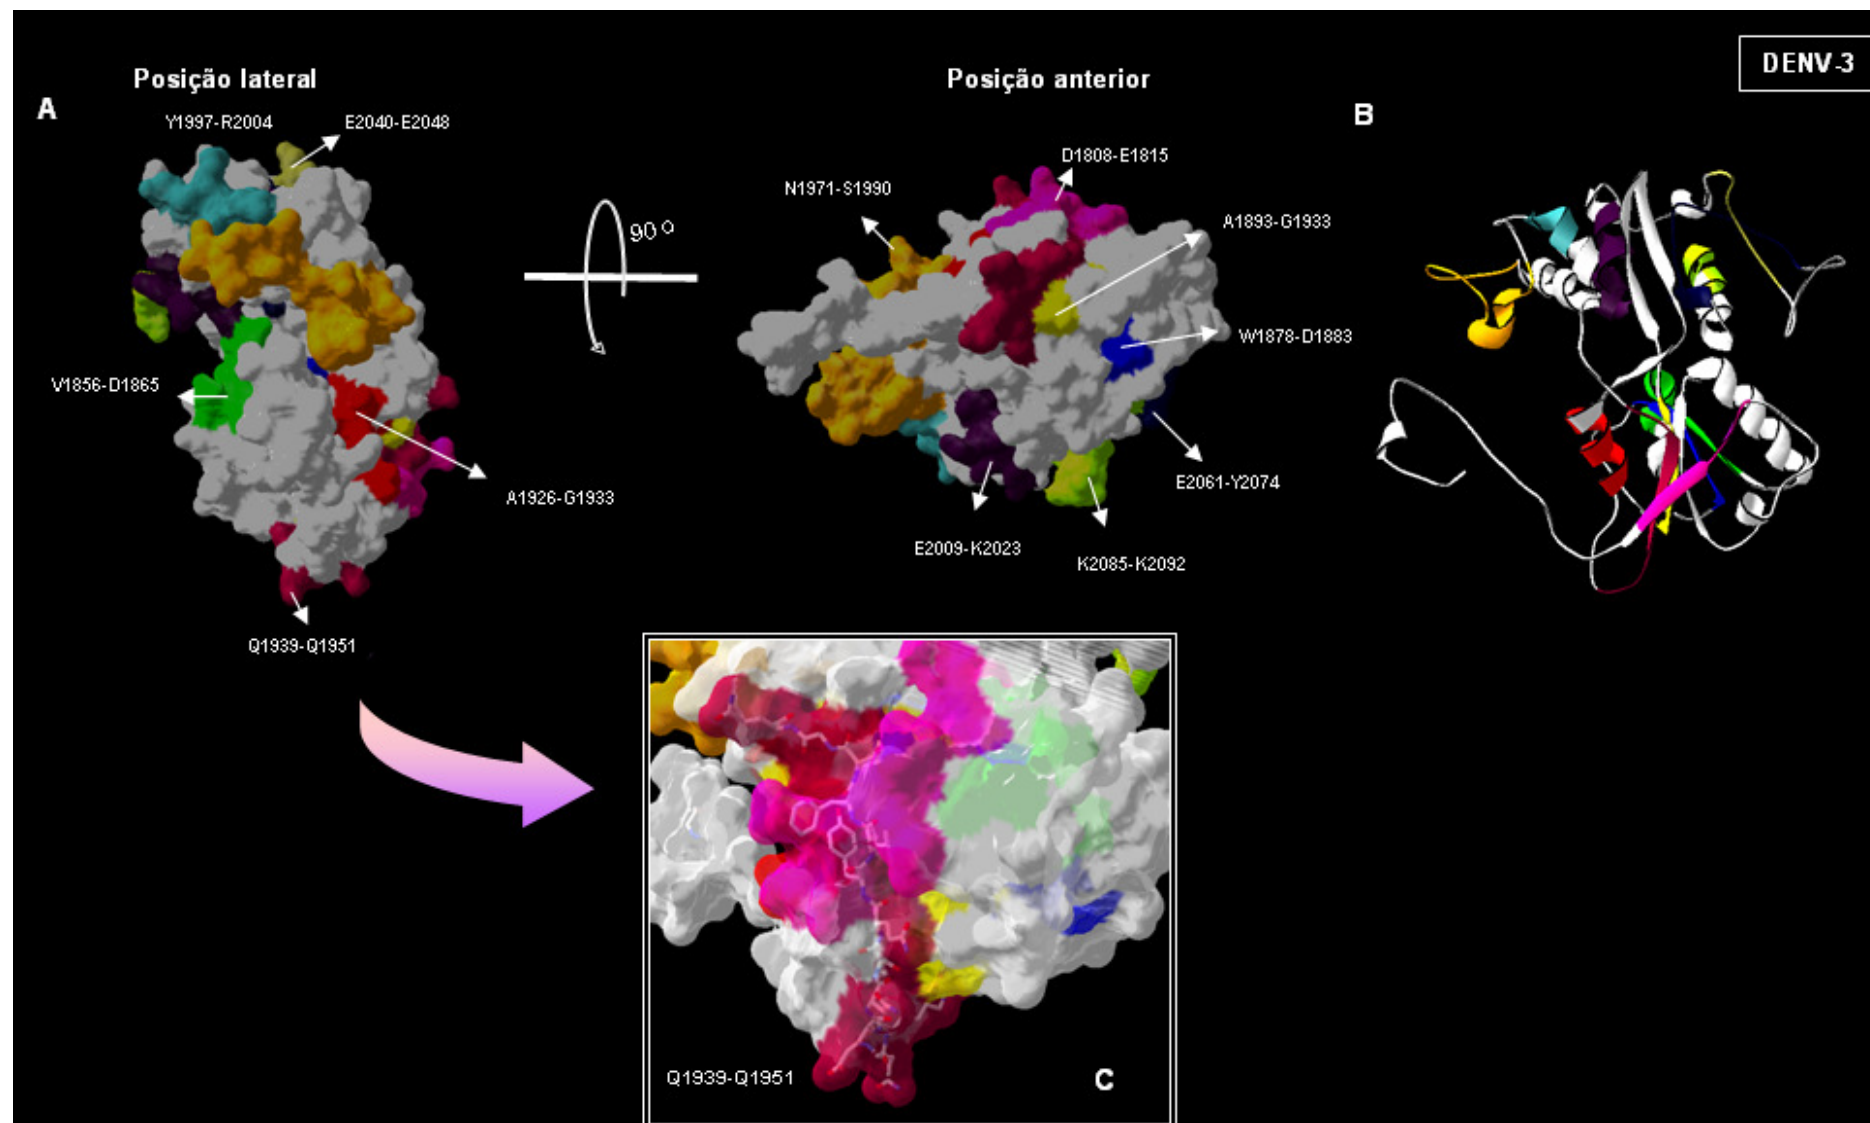 DENV-3
Posição lateral
Posição anterior
A
B
Y1997-R2004
E2040-E2048
D1808-E1815
N1971-S1990
A1893-G1933
90 º
W1878-D1883
V1856-D1865
A1926-G1933
E2061-Y2074
E2009-K2023
K2085-K2092
Q1939-Q1951
Q1939-Q1951
C